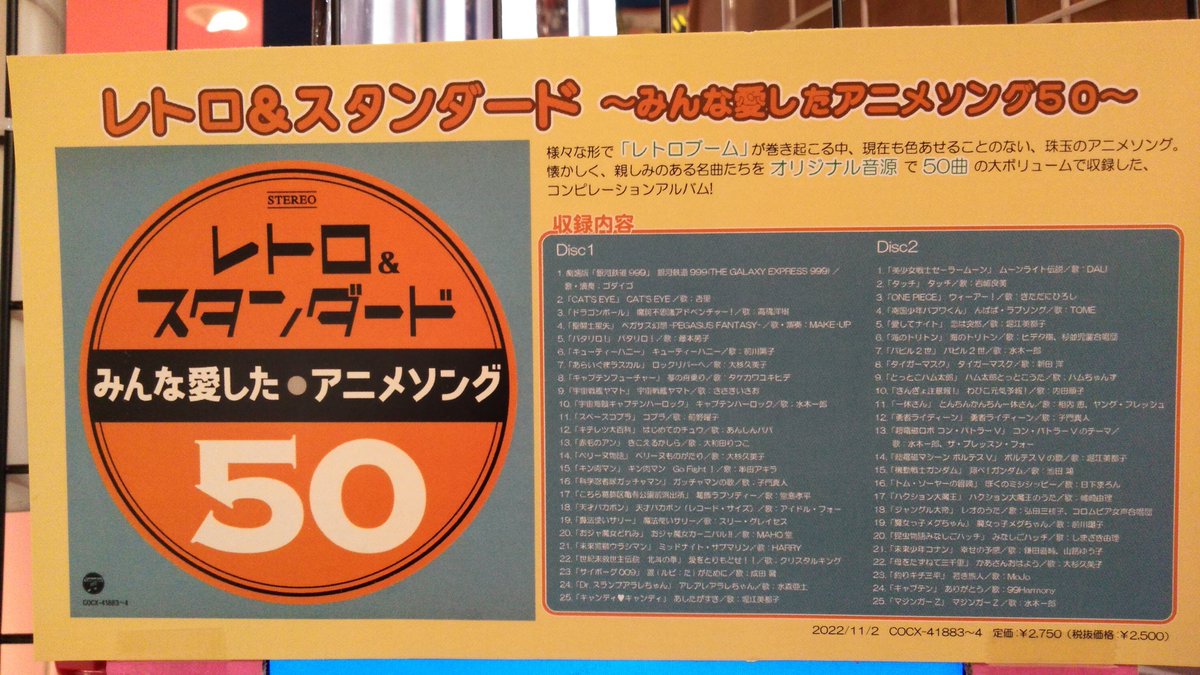 レトロ&スタンダード ～みんな愛したアニメソング50～
STEREO
レトロ&
スタンダード
みんな愛した●アニメソング
50
COCX-41883～4
様々な形で「レトロブーム」が巻き起こる中、現在も色あせることのない、珠玉のアニメソング。
懐かしく、親しみのある名曲たちを オリジナル音源 で 50曲 の大ボリュームで収録した、
コンピレーションアルバム!
収録内容
Disc1
1.劇場版「銀河鉄道999」 銀河鉄道999(THE GALAXY EXPRESS 999)／
歌・演奏：ゴダイゴ
2.「CAT'S EYE」 CAT'S EYE／歌：杏里
3.「ドラゴンボール」 魔訶不思議アドベンチャー!／歌：高橋洋樹
4.「聖闘士星矢」 ペガサス幻想 -PEGASUS FANTASY-／歌・演奏：MAKE-UP
5.「パタリロ!」 パタリロ!／歌：
6.「キューティーハニー」 キューティーハニー／歌：前川陽子
7.「あらいぐまラスカル」 ロックリバーへ／歌：大杉久美子
8.「キャプテンフューチャー」 夢の舟乗り／歌：タケカワユキヒデ
9.「宇宙戦艦ヤマト」 宇宙戦艦ヤマト／歌：ささきいさお
10.「宇宙海賊キャプテンハーロック」 キャプテンハーロック／歌：水木一郎
11.「スペースコブラ」 コブラ／歌：前野曜子
12.「キテレツ大百科」 はじめてのチュウ／歌：あんしんパパ
13.「赤毛のアン」 きこえるかしら／歌：大和田りつこ
14.「ペリーヌ物語」 ペリーヌものがたり／歌：大杉久美子
15.「キン肉マン」 キン肉マン Go Fight!／歌：串田アキラ
16.「科学忍者隊ガッチャマン」 ガッチャマンの歌／歌：子門真人
17.「こちら葛飾区亀有公園前派出所」 葛飾ラプソディー／歌：堂島孝平
18.「天才バカボン」 天才バカボン（レコード・サイズ）／歌：アイドル・フォー
19.「魔法使いサリー」 魔法使いサリー／歌：スリー・グレイセス
20.「おジャ魔女どれみ」 おジャ魔女カーニバル!!／歌：MAHO堂
21.「未来警察ウラシマン」 ミッドナイト・サブマリン／歌：HARRY
22.「世紀末救世主伝説 北斗の拳」 愛をとりもどせ!!／歌：クリスタルキング
23.「サイボーグ009」 誰（ルビ：た）がために／歌：成田 賢
24.「Dr.スランプアラレちゃん」 アレアレアラレちゃん／歌：水森亜土
25.「キャンディ♥キャンディ」 あしたがすき／歌：堀江美都子
Disc2
1.「美少女戦士セーラームーン」 ムーンライト伝説／歌：DALI
2.「タッチ」 タッチ／歌：岩崎良美
3.「ONE PIECE」 ウィーアー!／歌：きただにひろし
4.「南国少年パプワくん」 んばば・ラブソング／歌：TOME
5.「愛してナイト」 恋は突然／歌：堀江美都子
6.「海のトリトン」 海のトリトン／歌：ヒデ夕樹、杉並児童合唱団
7.「バビル2世」 バビル2世／歌：水木一郎
8.「タイガーマスク」 タイガーマスク／歌：新田 洋
9.「とっとこハム太郎」 ハム太郎とっとこうた／歌：ハムちゃんず
10.「きんぎょ注意報!」 わぴこ元気予報!／歌：内田順子
11.「一休さん」 とんちんかんちん一休さん／歌：相内 恵、ヤング・フレッシュ
12.「勇者ライディーン」 勇者ライディーン／歌：子門真人
13.「超電磁ロボ コン・バトラーV」 コン・バトラーVのテーマ／
歌：水木一郎、ザ・ブレッスン・フォー
14.「超電磁マシーン ボルテスV」 ボルテスVの歌／歌：堀江美都子
15.「機動戦士ガンダム」 翔べ!ガンダム／歌：池田 鴻
16.「トム・ソーヤーの冒険」 ぼくのミシシッピー／歌：日下まろん
17.「ハクション大魔王」 ハクション大魔王のうた／歌：嶋崎由理
18.「ジャングル大帝」 レオのうた／歌：弘田三枝子、コロムビア女声合唱団
19.「魔女っ子メグちゃん」 魔女っ子メグちゃん／歌：前川陽子
20.「昆虫物語みなしごハッチ」 みなしごハッチ／歌：しまざき由理
21.「未来少年コナン」 幸せの予感／歌：鎌田直純、山路ゆう子
22.「母をたずねて三千里」 かあさんおはよう／歌：大杉久美子
23.「釣りキチ三平」 若き旅人／歌：MoJo
24.「キャプテン」 ありがとう／歌：99Harmony
25.「マジンガーZ」 マジンガーZ／歌：水木一郎
2022/11/2 COCX-41883～4 定価：¥2,750（税抜価格：¥2,500）